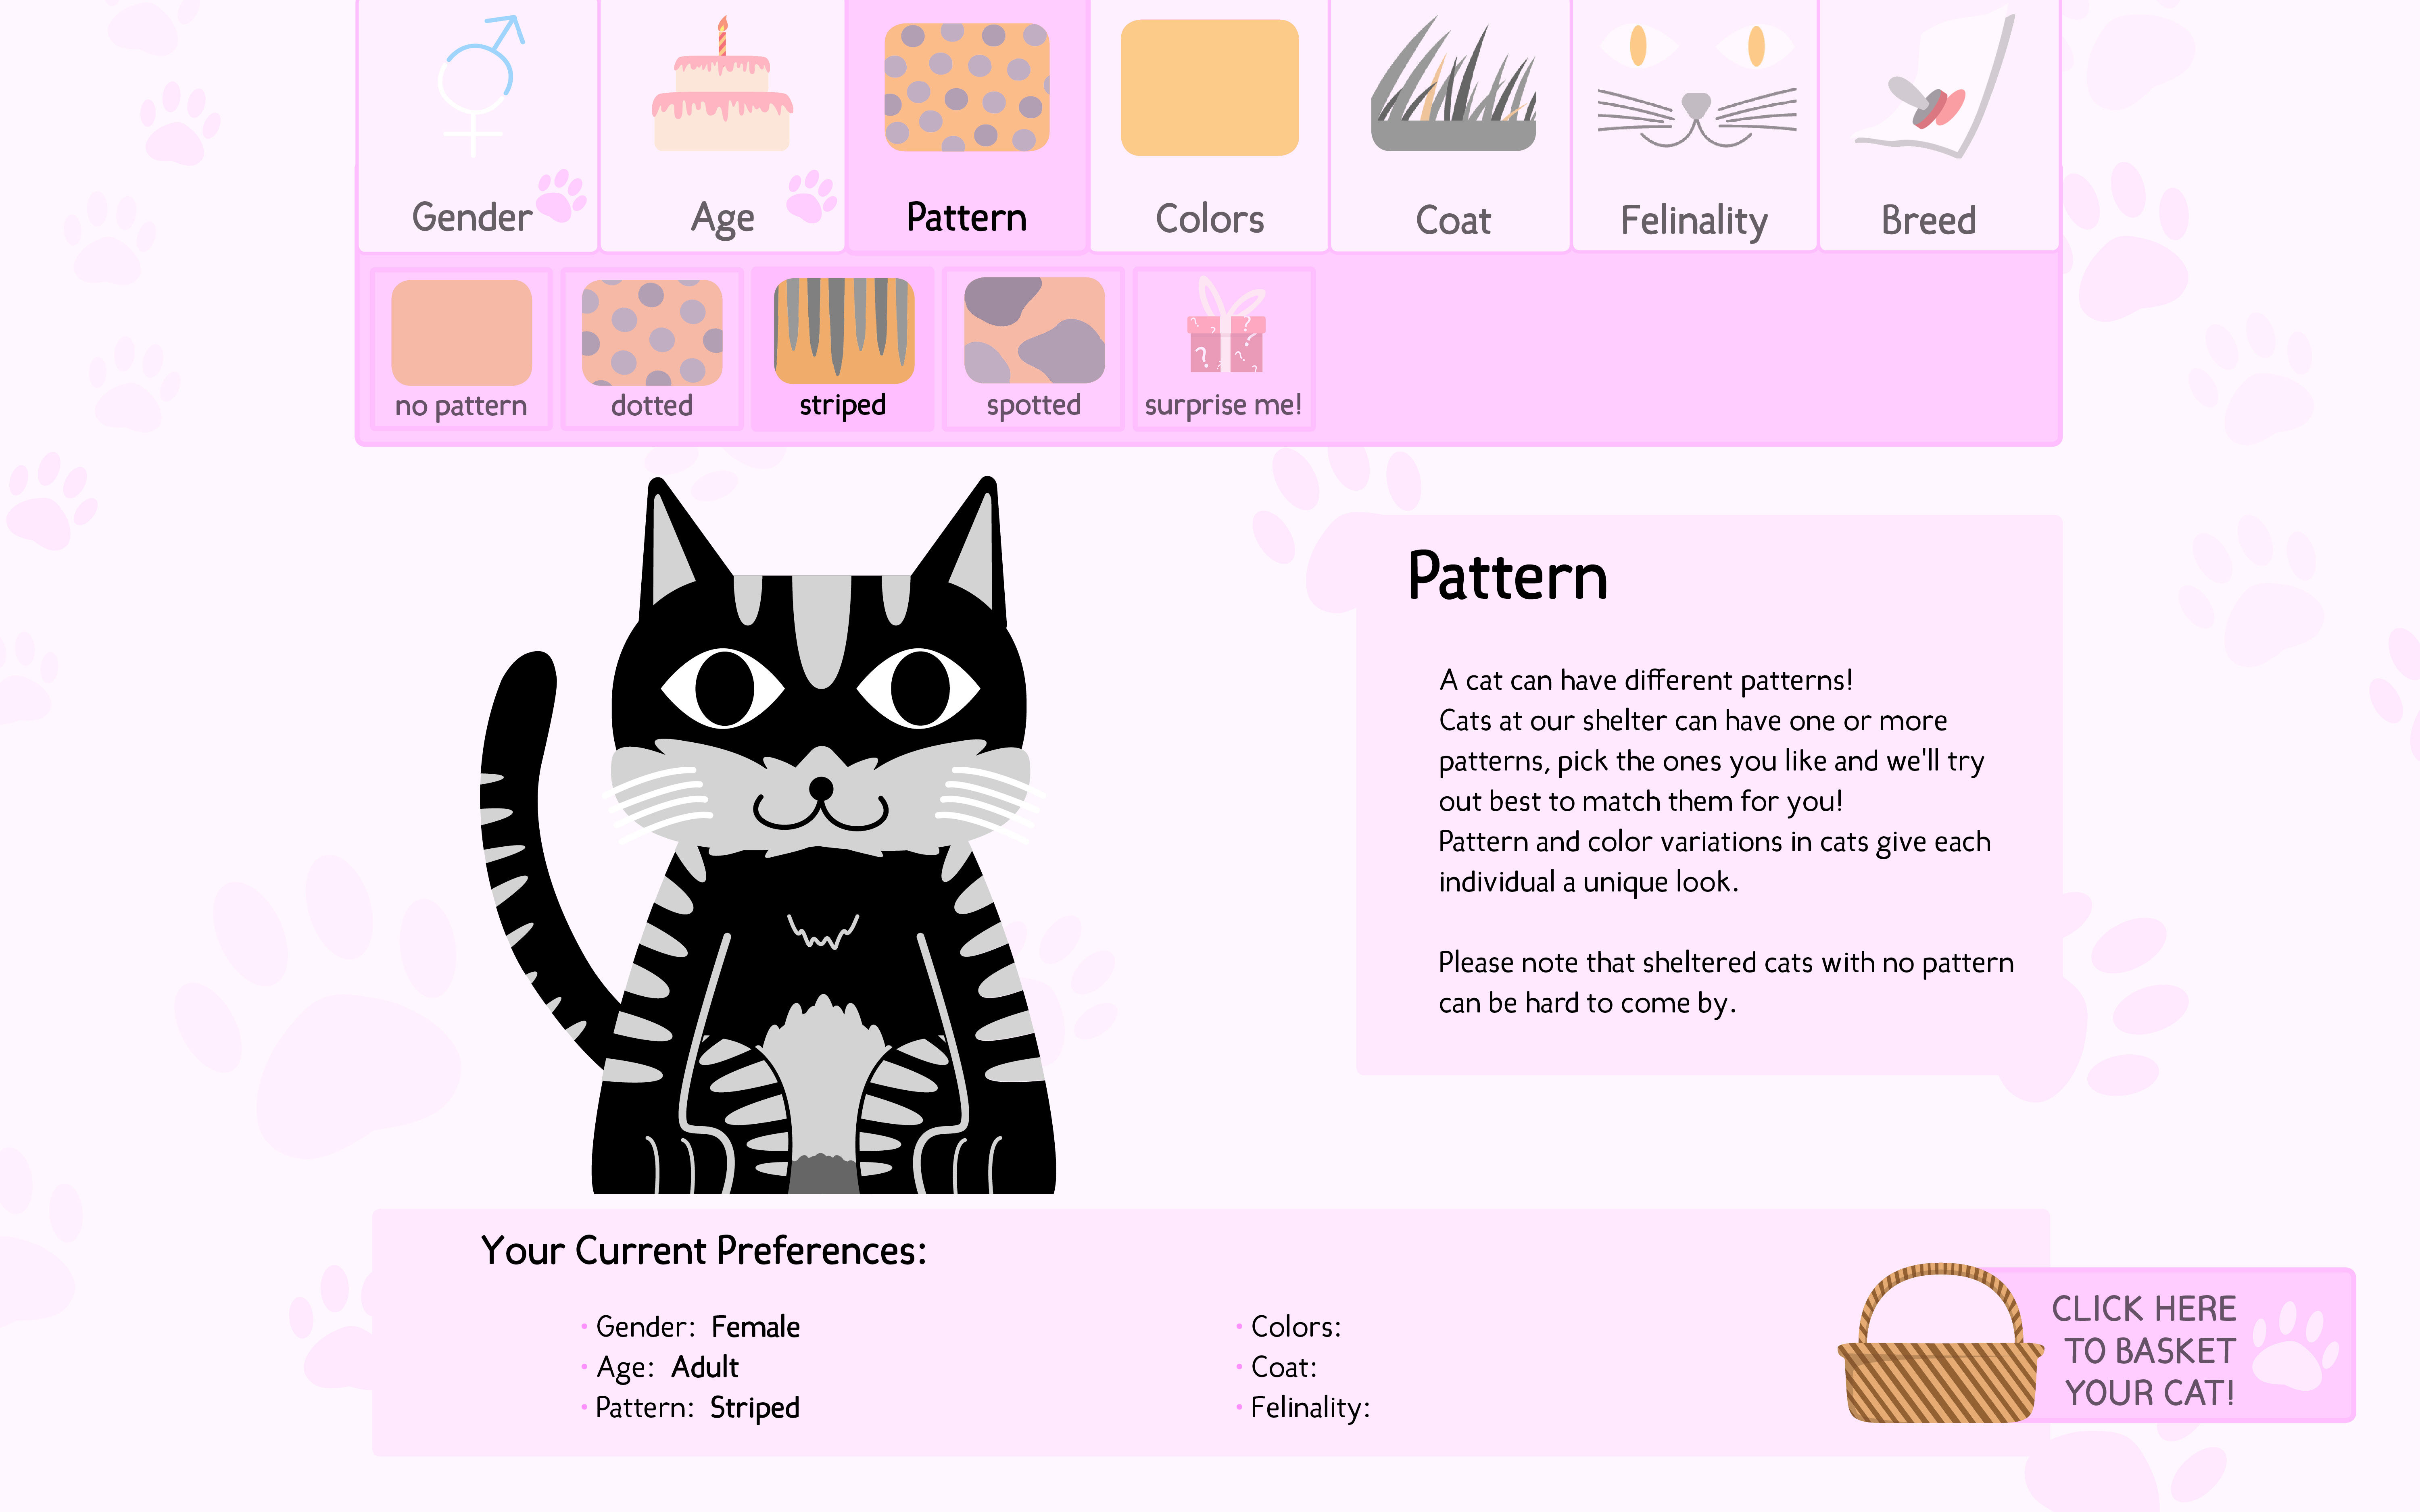 Gender
Age
Pattern
Colors
Coat
Felinality
Breed
no pattern
dotted
striped
spotted
surprise me!
Pattern
A cat can have different patterns!
Cats at our shelter can have one or more
patterns, pick the ones you like and we'll try
out best to match them for you!
Pattern and color variations in cats give each
individual a unique look.
Please note that sheltered cats with no pattern
can be hard to come by.
Your Current Preferences:
• Gender: Female
• Age: Adult
• Pattern: Striped
• Colors:
• Coat:
• Felinality:
CLICK HERE
TO BASKET
YOUR CAT!